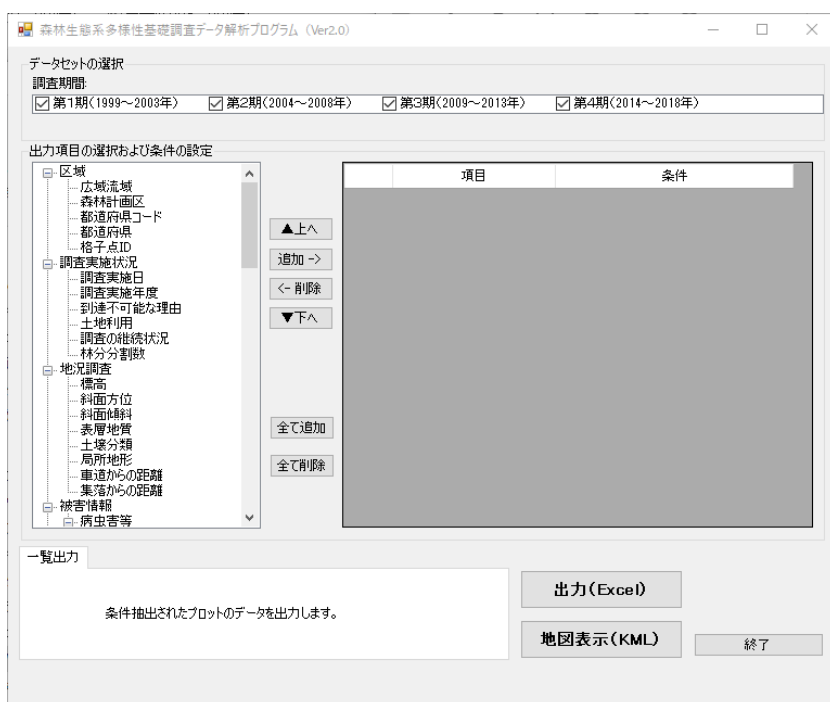 森林生態系多様性基礎調査データ解析プログラム (Ver2.0)
データセットの選択
調査期間:
第1期(1999～2003年) 第2期(2004～2008年) 第3期(2009～2013年) 第4期(2014～2018年)
出力項目の選択および条件の設定
区域
広域流域
森林計画区
都道府県コード
都道府県
格子点ID
調査実施状況
調査実施日
調査実施年度
到達不可能な理由
土地利用
調査の継続状況
林分分割数
地況調査
標高
斜面方位
斜面傾斜
表層地質
土壌分類
局所地形
車道からの距離
集落からの距離
被害情報
病虫害等
▲上へ
追加 ->
<- 削除
▼下へ
全て追加
全て削除
項目 条件
一覧出力
条件抽出されたプロットのデータを出力します。
出力(Excel)
地図表示(KML)
終了